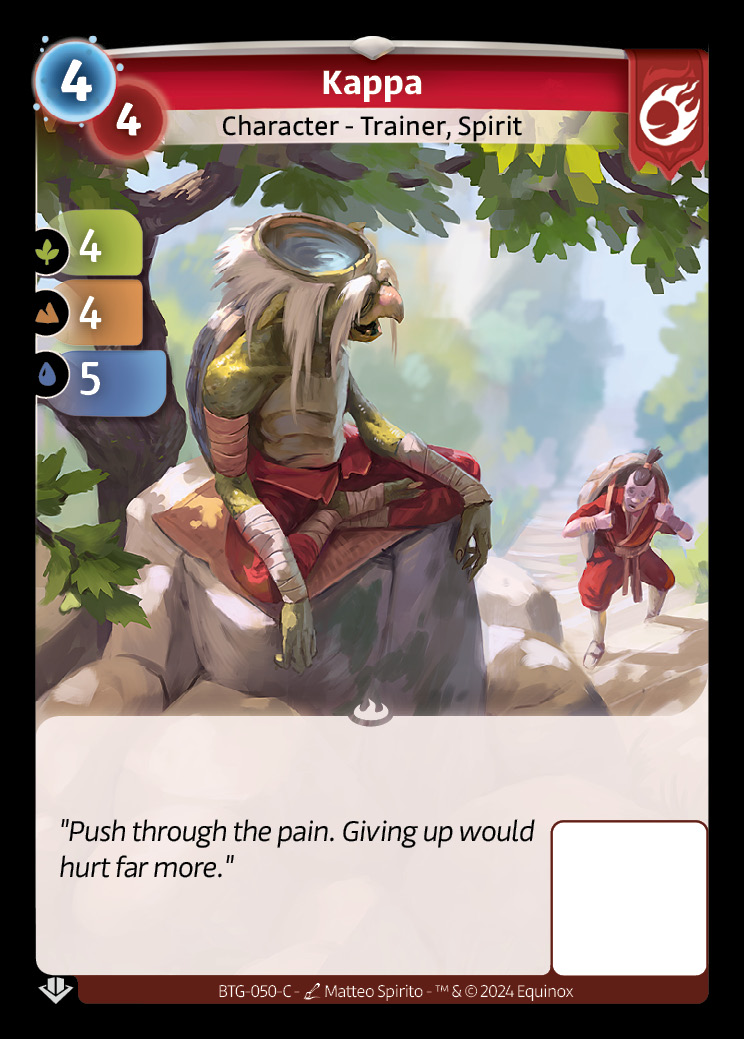 4
Kappa
4
Character - Trainer, Spirit
4
4
5
"Push through the pain. Giving up would
hurt far more."
BTG-050-C - Matteo Spirito - ™ & © 2024 Equinox